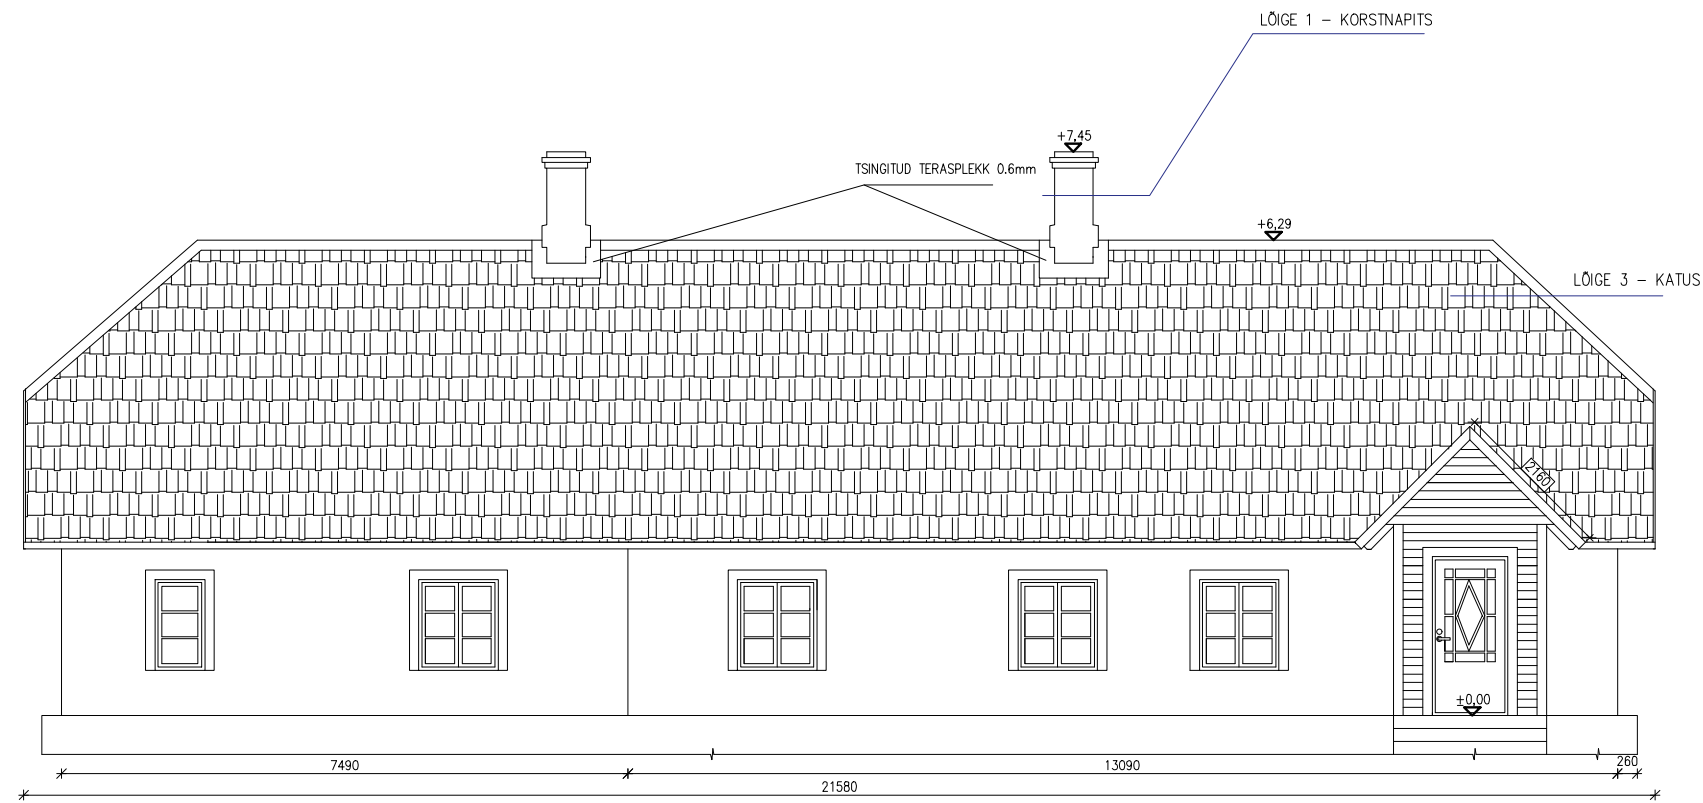 LÕIGE 1 - KORSTNAPITS
+7,45
TSINGITUD TERASPLEKK 0.6mm
+6,29
LÕIGE 3 - KATUS
2160
±0,00
7490
13090
260
21580